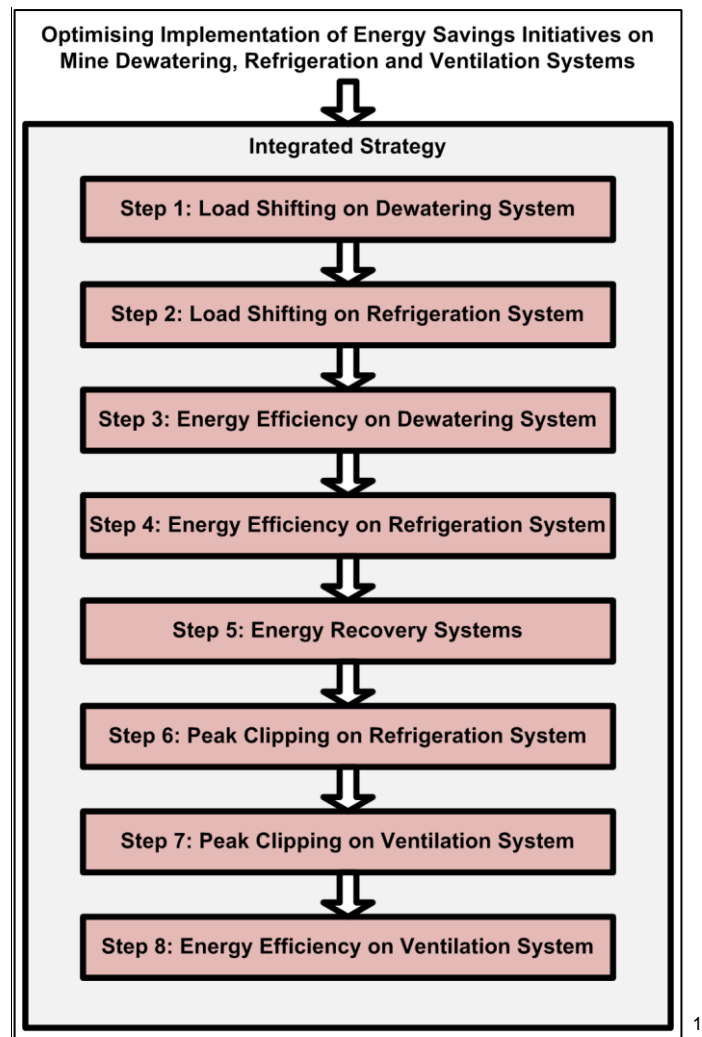 Optimising Implementation of Energy Savings Initiatives on
Mine Dewatering, Refrigeration and Ventilation Systems
Integrated Strategy
Step 1: Load Shifting on Dewatering System
Step 2: Load Shifting on Refrigeration System
Step 3: Energy Efficiency on Dewatering System
Step 4: Energy Efficiency on Refrigeration System
Step 5: Energy Recovery Systems
Step 6: Peak Clipping on Refrigeration System
Step 7: Peak Clipping on Ventilation System
Step 8: Energy Efficiency on Ventilation System
1